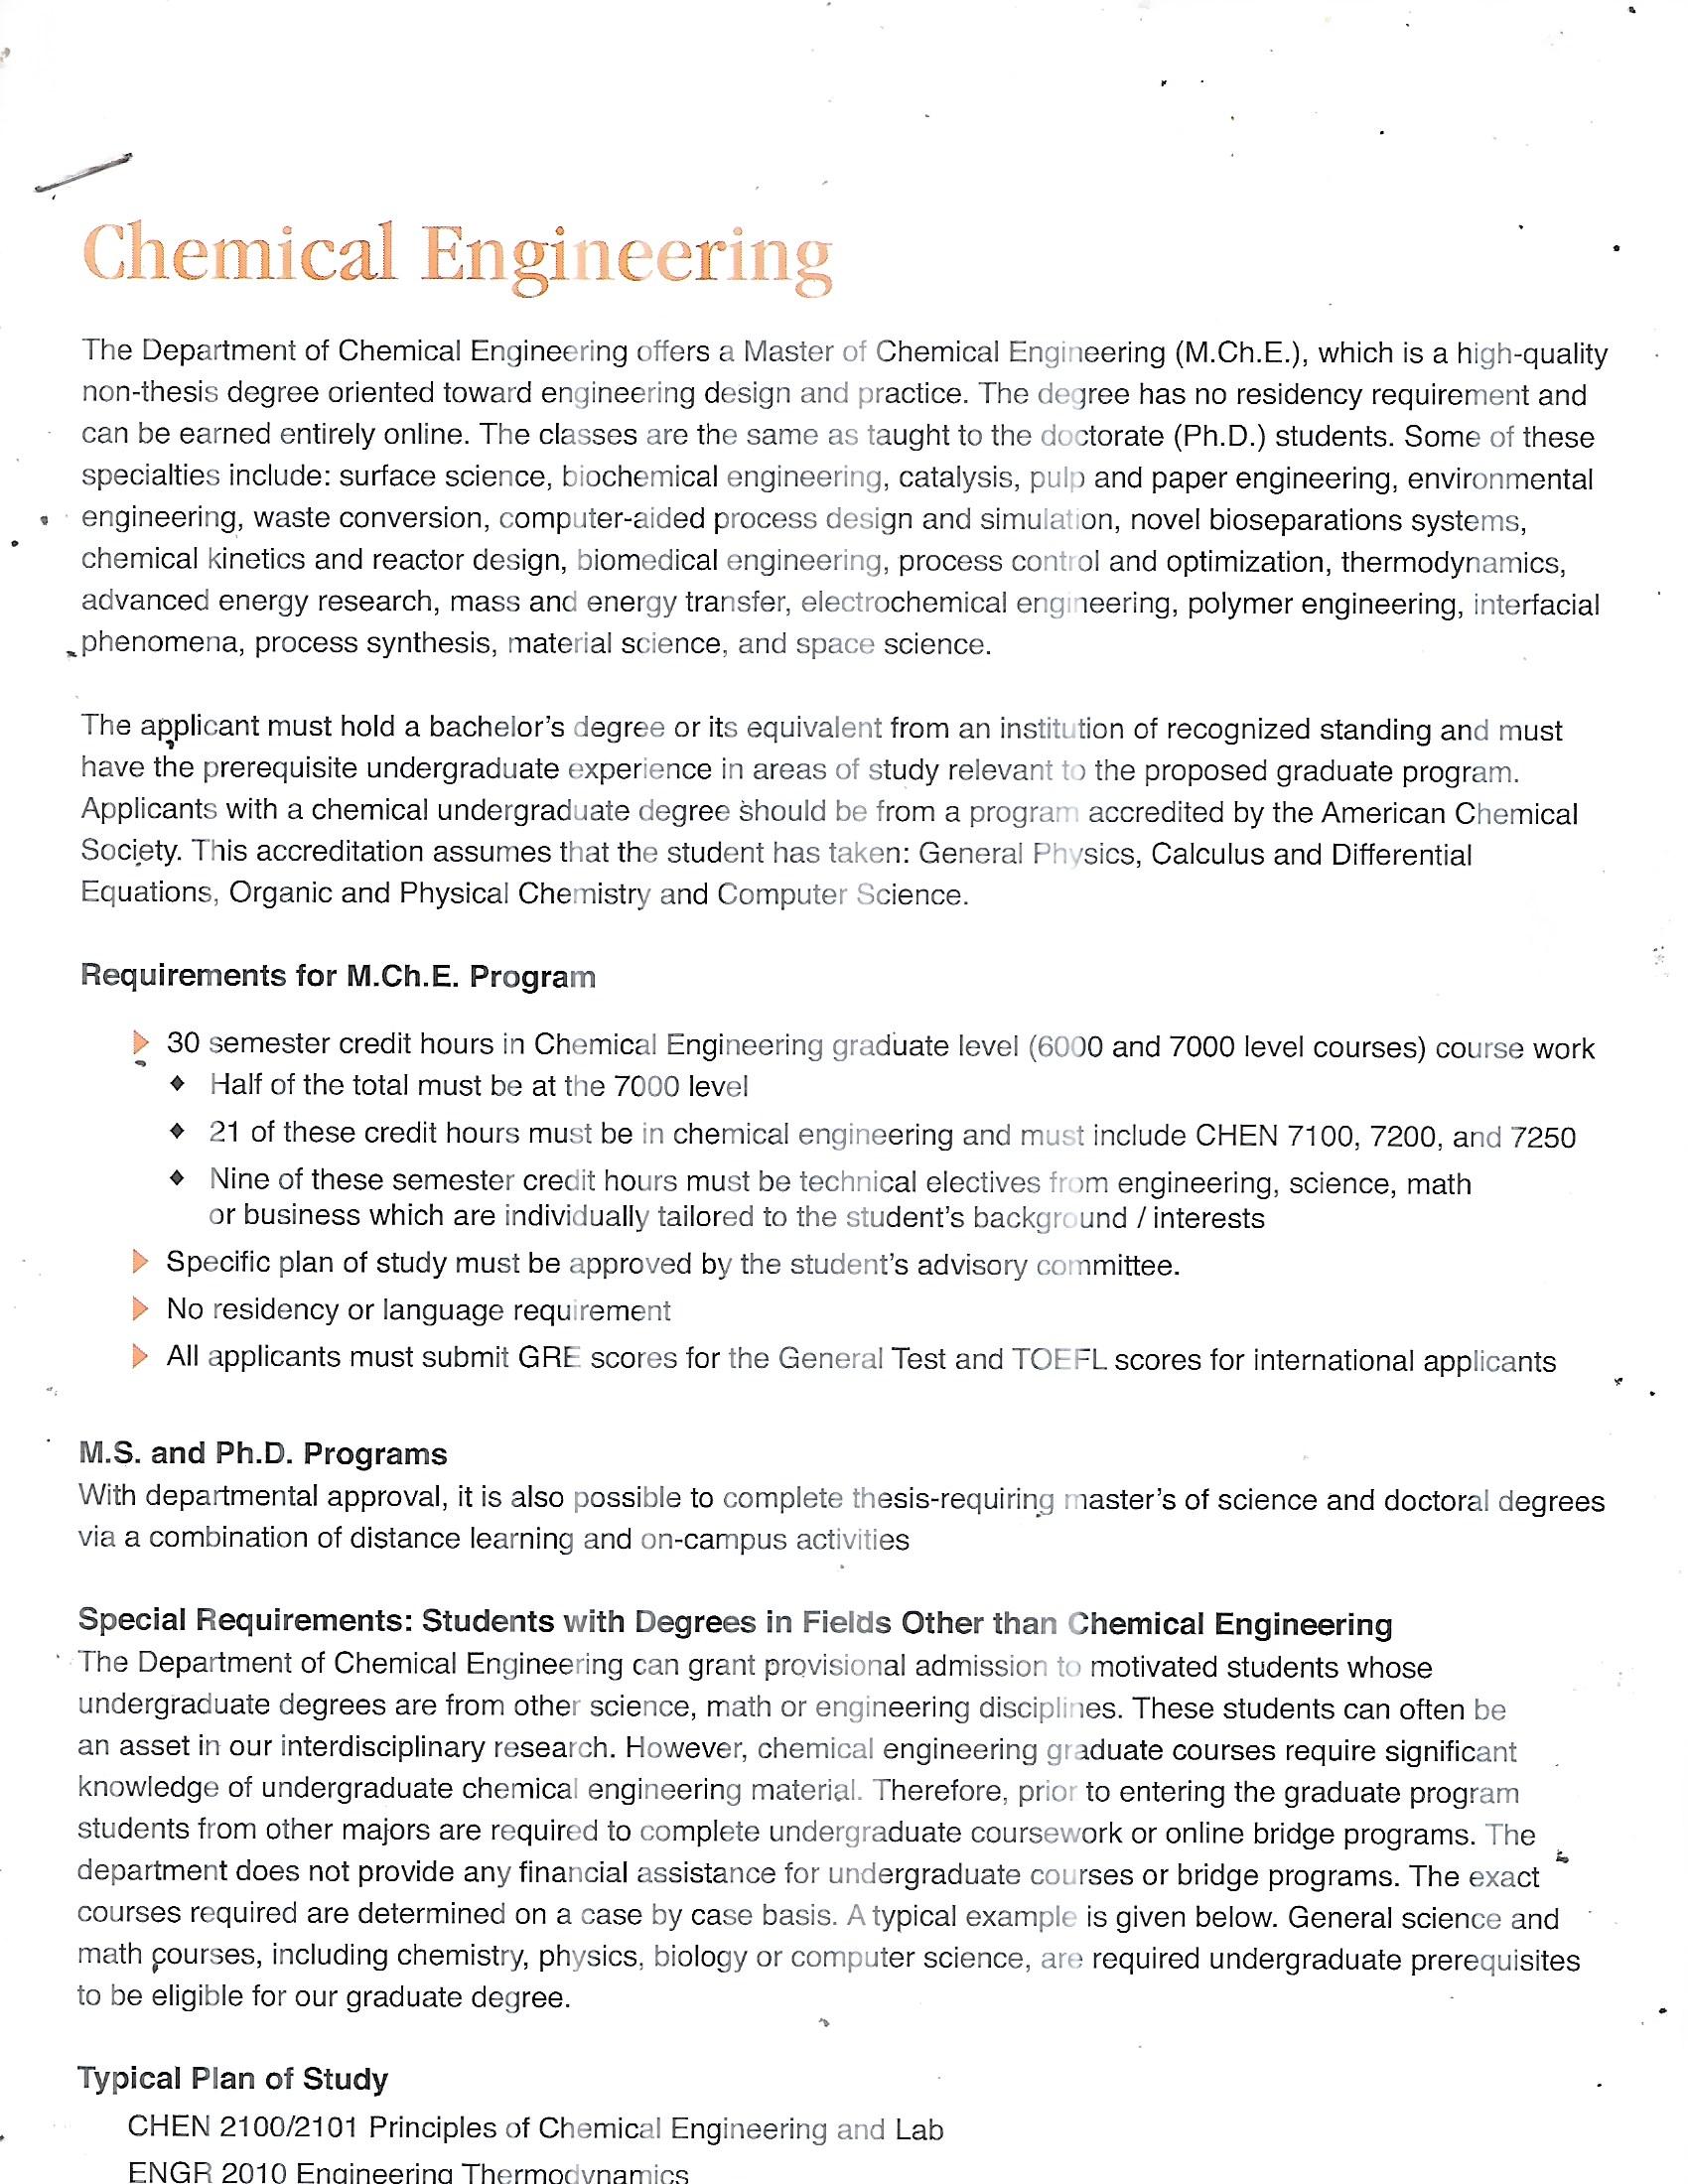 Chemical Engineering
The Department of Chemical Engineering offers a Master of Chemical Engineering (M.Ch.E.), which is a high-quality
non-thesis degree oriented toward engineering design and practice. The degree has no residency requirement and
can be earned entirely online. The classes are the same as taught to the doctorate (Ph.D.) students. Some of these
specialties include: surface science, biochemical engineering, catalysis, pulp and paper engineering, environmental
engineering, waste conversion, computer-aided process design and simulation, novel bioseparations systems,
chemical kinetics and reactor design, biomedical engineering, process control and optimization, thermodynamics,
advanced energy research, mass and energy transfer, electrochemical engineering, polymer engineering, interfacial
phenomena, process synthesis, material science, and space science.
The applicant must hold a bachelor's degree or its equivalent from an institution of recognized standing and must
have the prerequisite undergraduate experience in areas of study relevant to the proposed graduate program.
Applicants with a chemical undergraduate degree should be from a program accredited by the American Chemical
Society. This accreditation assumes that the student has taken: General Physics, Calculus and Differential
Equations, Organic and Physical Chemistry and Computer Science.
Requirements for M.Ch.E. Program
30 semester credit hours in Chemical Engineering graduate level (6000 and 7000 level courses) course work
♦ Half of the total must be at the 7000 level
♦ 21 of these credit hours must be in chemical engineering and must include CHEN 7100, 7200, and 7250
♦ Nine of these semester credit hours must be technical electives from engineering, science, math
or business which are individually tailored to the student's background / interests
Specific plan of study must be approved by the student's advisory committee.
No residency or language requirement
All applicants must submit GRE scores for the General Test and TOEFL scores for international applicants
M.S. and Ph.D. Programs
With departmental approval, it is also possible to complete thesis-requiring master's of science and doctoral degrees
via a combination of distance learning and on-campus activities
Special Requirements: Students with Degrees in Fields Other than Chemical Engineering
The Department of Chemical Engineering can grant provisional admission to motivated students whose
undergraduate degrees are from other science, math or engineering disciplines. These students can often be
an asset in our interdisciplinary research. However, chemical engineering graduate courses require significant
knowledge of undergraduate chemical engineering material. Therefore, prior to entering the graduate program
students from other majors are required to complete undergraduate coursework or online bridge programs. The
department does not provide any financial assistance for undergraduate courses or bridge programs. The exact
courses required are determined on a case by case basis. A typical example is given below. General science and
math courses, including chemistry, physics, biology or computer science, are required undergraduate prerequisites
to be eligible for our graduate degree.
Typical Plan of Study
CHEN 2100/2101 Principles of Chemical Engineering and Lab
ENGR 2010 Engineering Thermodynamics